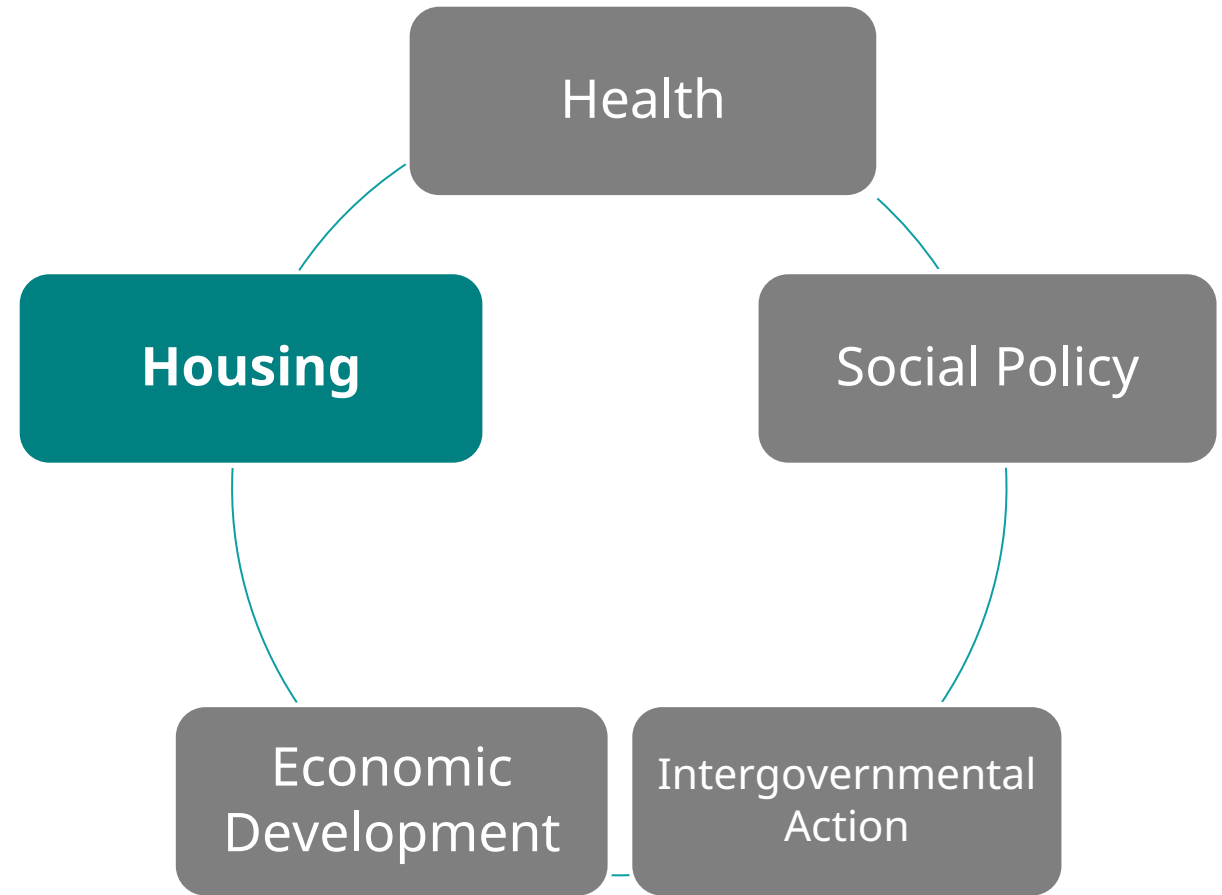 Health
Housing
Social Policy
Economic
Development
Intergovernmental
Action